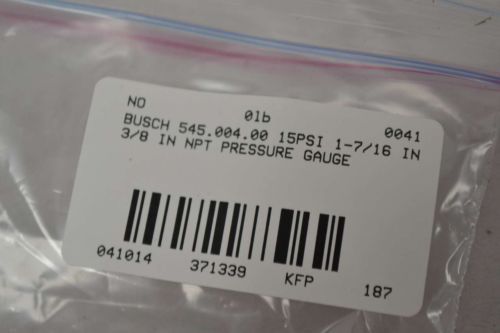 NO 01b 0041
BUSCH 545.004.00 15PSI 1-7/16 IN
3/8 IN NPT PRESSURE GAUGE
041014 371339 KFP 187